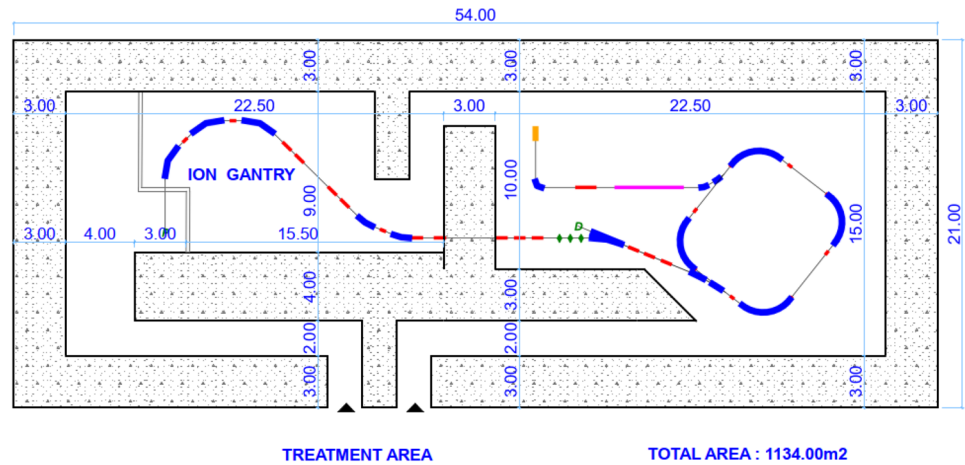 54.00
3.00 3.00 3.00
3.00 22.50 3.00 22.50 3.00
ION GANTRY
10.00
9.00
15.00
21.00
D
3.00 4.00 3.00 15.50
4.00 3.00
2.00 2.00
3.00 3.00 3.00
TREATMENT AREA
TOTAL AREA : 1134.00m2